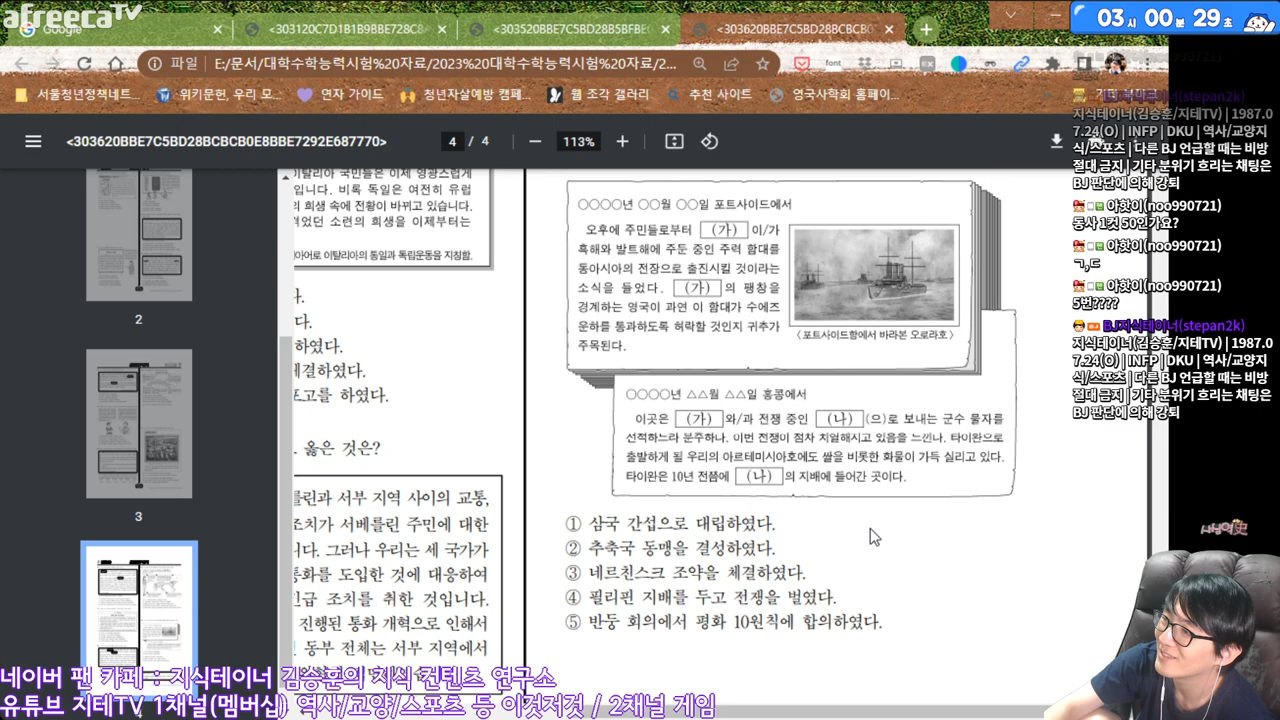 afreecaTV
Google
<303120C7D1B1B9BBE728C8
<303520BBE7C5BD28B5BFBE
<303620BBE7C5BD28BCBCB0
03시 00분 29초
파일
E:/문서/대학수학능력시험%20자료/2023%20대학수학능력시험%20자료/2...
서울청년정책네트...
위키문헌, 우리 모...
연자 가이드
청년자살예방 캠페...
웹 조각 갤러리
추천 사이트
영국사학회 홈페이...
<303620BBE7C5BD28BCBCB0E8BBE7292E687770>
4 / 4
113%
2
3
이탈리아 국민들은 이제 영광스럽게
입니다. 비록 독일은 여전히 유럽
의 희생 속에 전황이 바뀌고 있습니다.
겪었던 소련의 희생을 이제부터는
아어로 이탈리아의 통일과 독립운동을 지칭함.
다.
하였다.
체결하였다.
포고를 하였다.
옳은 것은?
를린과 서부 지역 사이의 교통,
조치가 서베를린 주민에 대한
니다. 그러나 우리는 세 국가가
통화를 도입한 것에 대응하여
긴급 조치를 취한 것입니다.
진행된 통화 개혁으로 인해서
동부 전체는 서부 지역에서
○○○○년 ○○월 ○○일 포트사이드에서
오후에 주민들로부터 (가) 이/가
흑해와 발트해에 주둔 중인 주력 함대를
동아시아의 전장으로 출진시킬 것이라는
소식을 들었다. (가) 의 팽창을
경계하는 영국이 과연 이 함대가 수에즈
운하를 통과하도록 허락할 것인지 귀추가
주목된다.
〈포트사이드항에서 바라본 오로라호〉
○○○○년 △△월 △△일 홍콩에서
이곳은 (가) 와/과 전쟁 중인 (나) (으)로 보내는 군수 물자를
선적하느라 분주하다. 이번 전쟁이 점차 치열해지고 있음을 느낀다. 타이완으로
출발하게 될 우리의 아르테미시아호에도 쌀을 비롯한 화물이 가득 실리고 있다.
타이완은 10년 전쯤에 (나) 의 지배에 들어간 곳이다.
① 삼국 간섭으로 대립하였다.
② 추축국 동맹을 결성하였다.
③ 네르친스크 조약을 체결하였다.
④ 필리핀 지배를 두고 전쟁을 벌였다.
⑤ 반둥 회의에서 평화 10원칙에 합의하였다.
지식테이너(김승훈/지테TV) | 1987.0
7.24(O) | INFP | DKU | 역사/교양지
식/스포츠 | 다른 BJ 언급할 때는 비방
절대 금지 | 기타 분위기 흐리는 채팅은
BJ 판단에 의해 강퇴
아햣이(noo990721)
동사 1컷 50인가요?
아햣이(noo990721)
ㄱ,ㄷ
아햣이(noo990721)
5번????
BJ지식테이너(stepan2k)
지식테이너(김승훈/지테TV) | 1987.0
7.24(O) | INFP | DKU | 역사/교양지
식/스포츠 | 다른 BJ 언급할 때는 비방
절대 금지 | 기타 분위기 흐리는 채팅은
BJ 판단에 의해 강퇴
네이버 팬 카페 : 지식테이너 김승훈의 지식 컨텐츠 연구소
유튜브 지테TV 1채널(멤버십) 역사/교양/스포츠 등 이것저것 / 2채널 게임